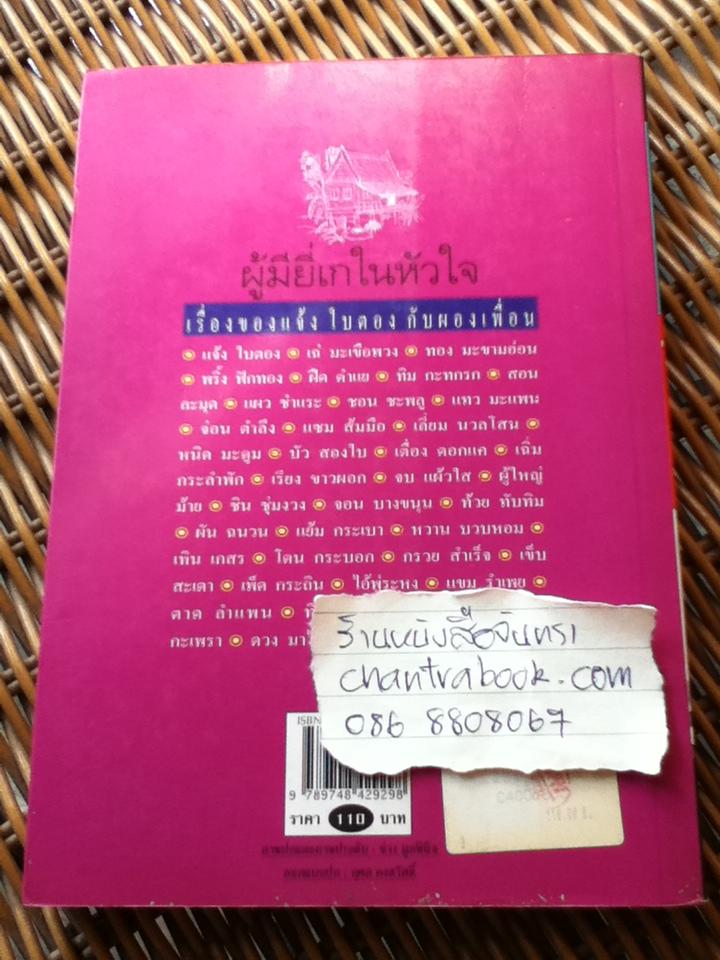 ผู้มียี่เกในหัวใจ
เรื่องของแจ้ง ใบตอง กับผองเพื่อน
แจ้ง ใบตอง เถ่ มะเขือพวง ทอง มะขามอ่อน
พริ้ง ฟักทอง ฝีด ตำแย ทิม กะทกรก สอน
ละมุด แผว ชำแระ ชอน ชะพลู แทว มะแพน
จ๋อน ตำลึง แซม ส้มมือ เคี่ยม นวลโสน
หนิด มะตูม บัว สองใบ เตื่อง ดอกแค เฉิ่ม
กระลำพัก เรียง ขาวผอก จบ แผ้วใส ผู้ใหญ่
ม้าย ชิน ชุ่มงวง จอน บางขนุน ท้วย ทับทิม
ผัน ฉนวน แย้ม กระเบา หวาน บวบหอม
เทิน เกสร โตน กระบอก กรวย สำเร็จ เข็บ
สะเดา เพ็ด กระถิน ไอ้พู่ระหง แขม รำเพย
ตาด ลำแพน
กะเพรา ดวง
ร้านหนังสือจันทรา
chantrabook.com
086 8808067
ISBN
9 789748 429298
ราคา 110 บาท